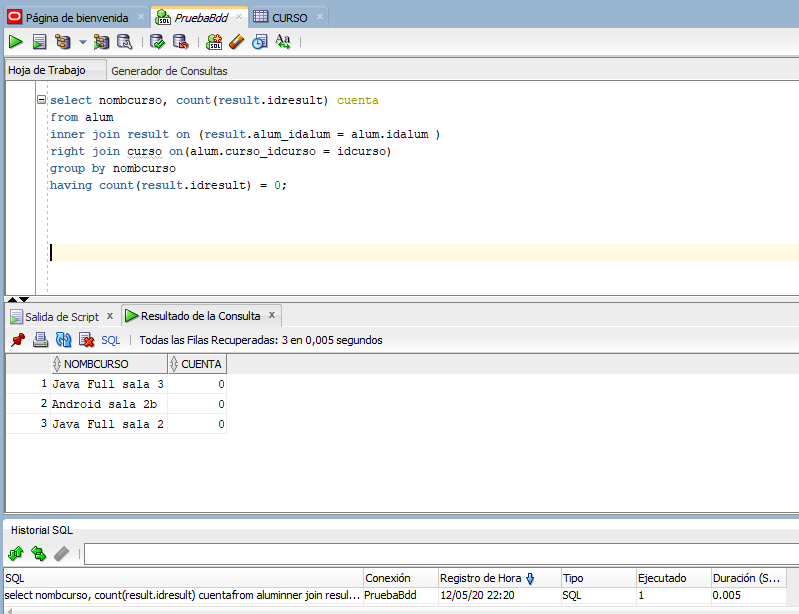 Página de bienvenida × PruebaBdd × CURSO ×
SQL
Aa
Hoja de Trabajo Generador de Consultas
select nombcurso, count(result.idresult) cuenta
from alum
inner join result on (result.alum_idalum = alum.idalum )
right join curso on(alum.curso_idcurso = idcurso)
group by nombcurso
having count(result.idresult) = 0;
Salida de Script x Resultado de la Consulta x
SQL | Todas las Filas Recuperadas: 3 en 0,005 segundos
NOMBCURSO CUENTA
1 Java Full sala 3 0
2 Android sala 2b 0
3 Java Full sala 2 0
Historial SQL
SQL Conexión Registro de Hora Tipo Ejecutado Duración (S...
select nombcurso, count(result.idresult) cuentafrom aluminner join resul... PruebaBdd 12/05/20 22:20 SQL 1 0.005